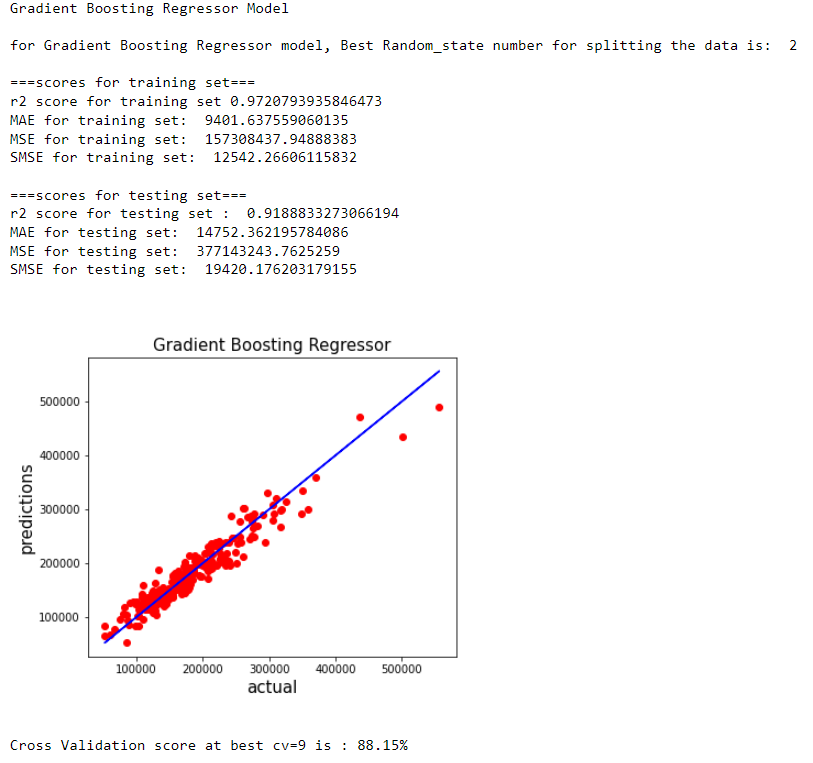 Gradient Boosting Regressor Model
for Gradient Boosting Regressor model, Best Random_state number for splitting the data is:  2
===scores for training set===
r2 score for training set 0.9720793935846473
MAE for training set:  9401.637559060135
MSE for training set:  157308437.94888383
SMSE for training set:  12542.26606115832
===scores for testing set===
r2 score for testing set :  0.9188833273066194
MAE for testing set:  14752.362195784086
MSE for testing set:  377143243.7625259
SMSE for testing set:  19420.176203179155
Gradient Boosting Regressor
500000
400000
300000
200000
100000
predictions
100000 200000 300000 400000 500000
actual
Cross Validation score at best cv=9 is : 88.15%